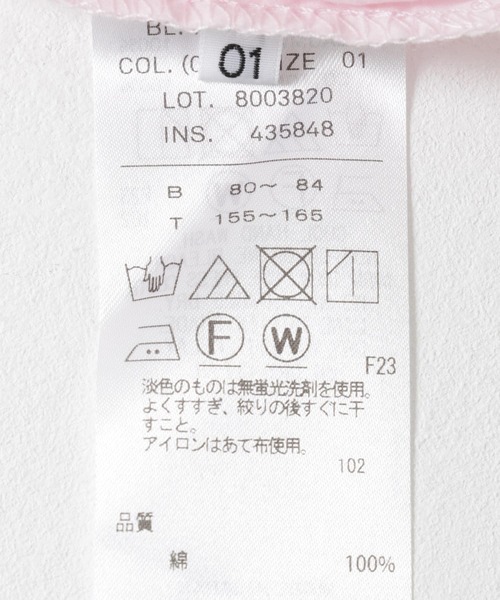 COL. IZE 01
01
LOT. 8003820
INS. 435848
B 80～ 84
T 155～165
F W
F23
淡色のものは無蛍光洗剤を使用。
よくすすぎ、絞りの後すぐに干
すこと。
アイロンはあて布使用。
102
品質
綿 100%